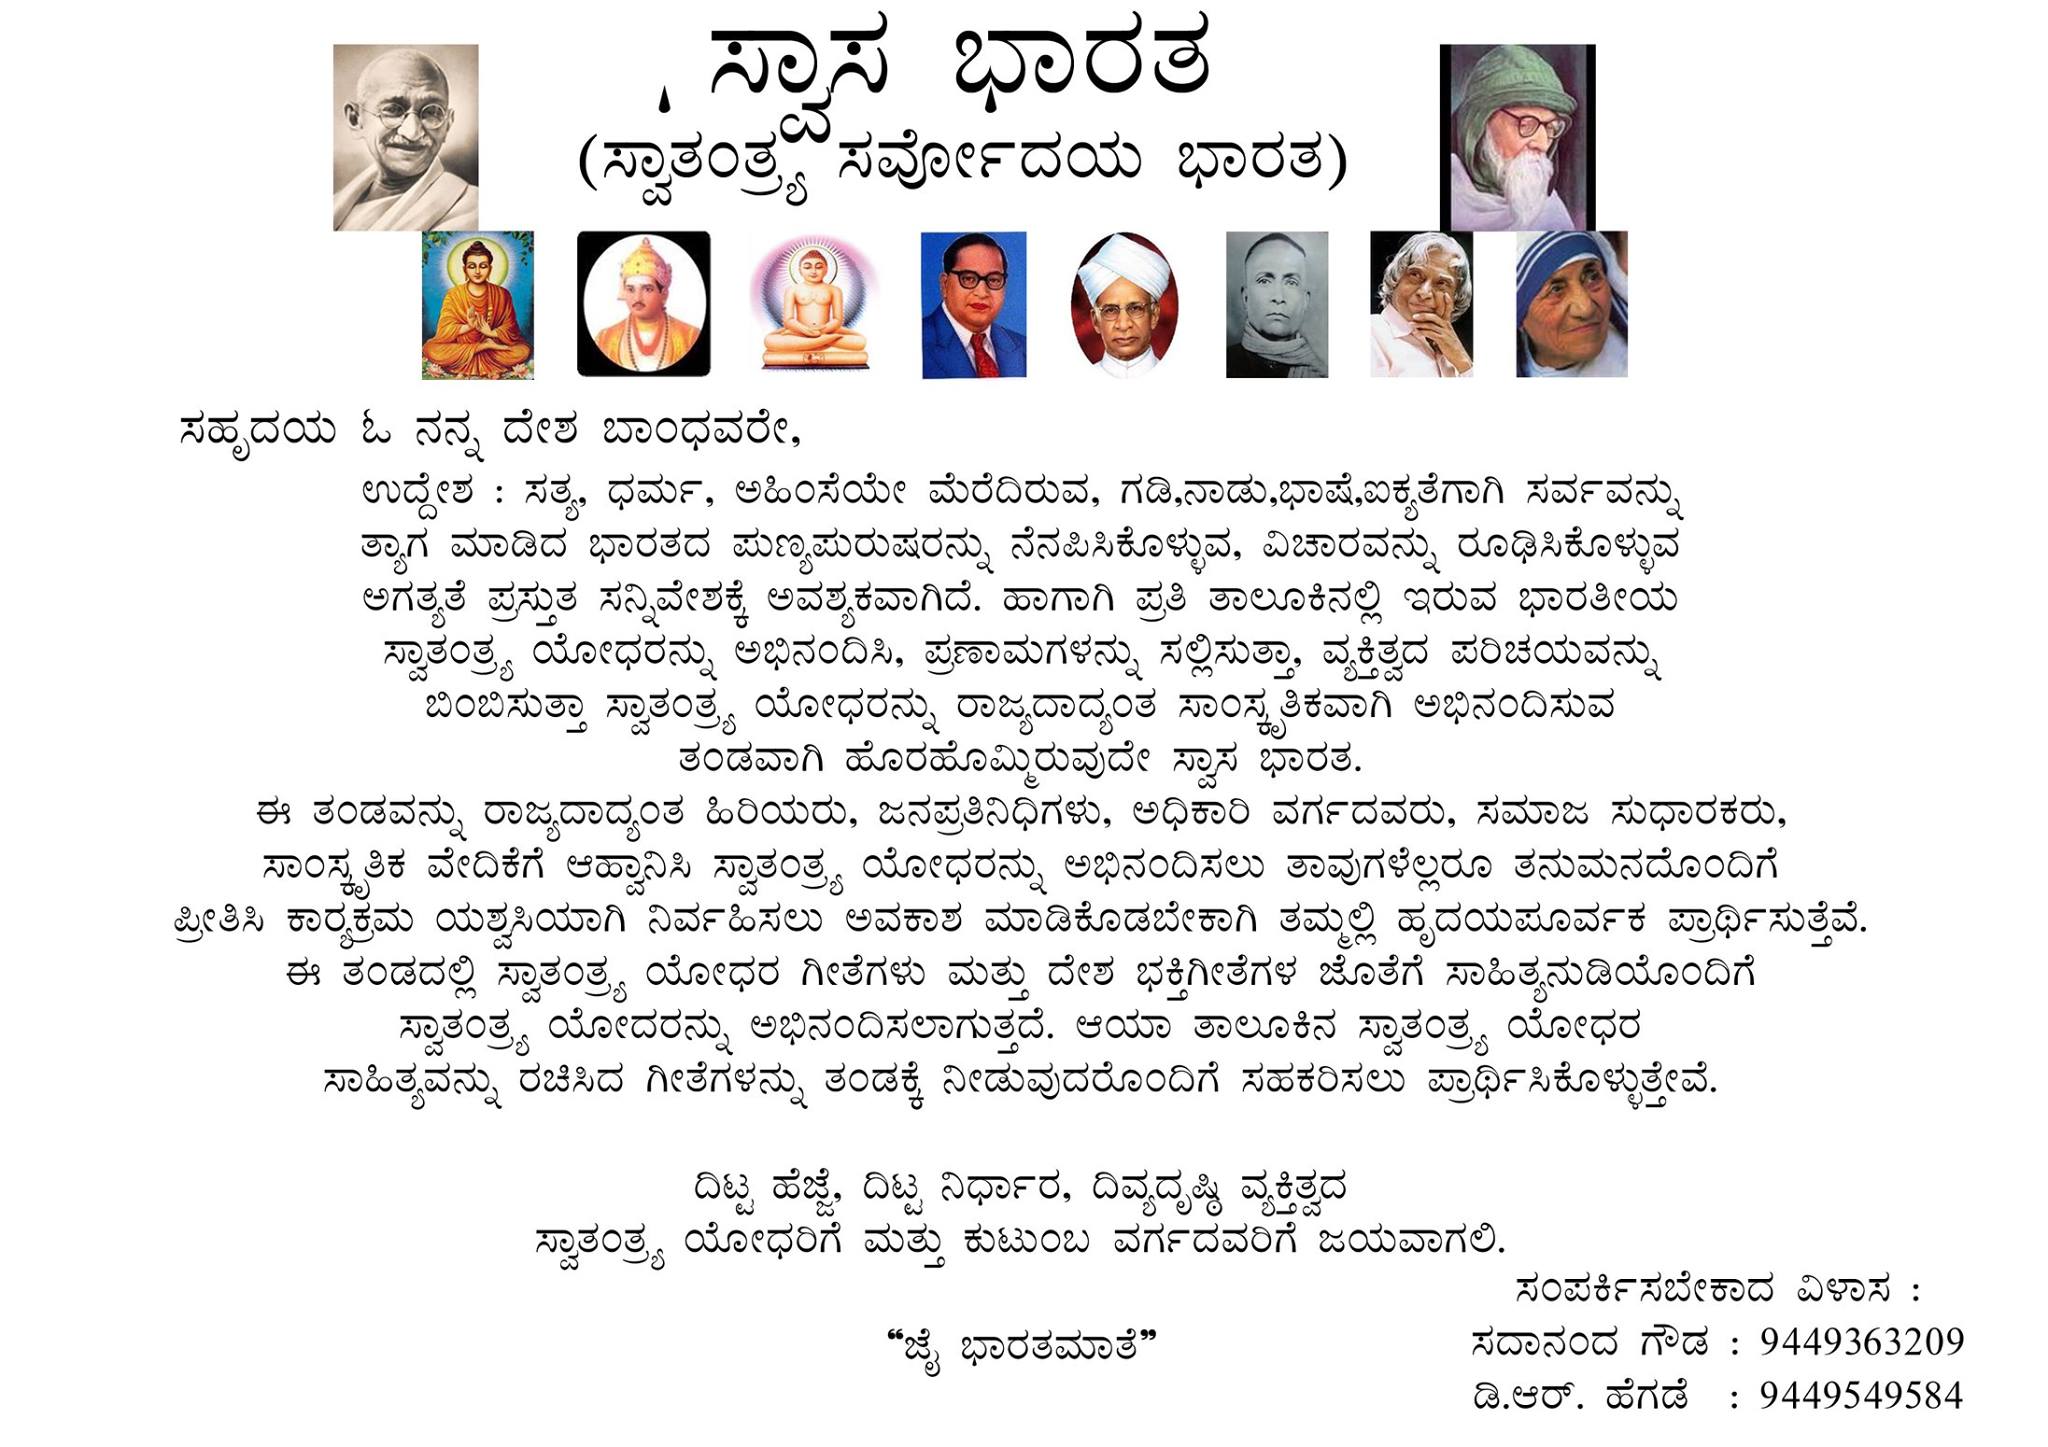 ಸ್ವಾಸ ಭಾರತ
(ಸ್ವಾತಂತ್ರ್ಯ ಸರ್ವೋದಯ ಭಾರತ)
ಸಹೃದಯ ಓ ನನ್ನ ದೇಶ ಬಾಂಧವರೇ,
ಉದ್ದೇಶ : ಸತ್ಯ, ಧರ್ಮ, ಅಹಿಂಸೆಯೇ ಮೆರೆದಿರುವ, ಗಡಿ,ನಾಡು,ಭಾಷೆ,ಐಕ್ಯತೆಗಾಗಿ ಸರ್ವವನ್ನು
ತ್ಯಾಗ ಮಾಡಿದ ಭಾರತದ ಪುಣ್ಯಪುರುಷರನ್ನು ನೆನಪಿಸಿಕೊಳ್ಳುವ, ವಿಚಾರವನ್ನು ರೂಢಿಸಿಕೊಳ್ಳುವ
ಅಗತ್ಯತೆ ಪ್ರಸ್ತುತ ಸನ್ನಿವೇಶಕ್ಕೆ ಅವಶ್ಯಕವಾಗಿದೆ. ಹಾಗಾಗಿ ಪ್ರತಿ ತಾಲೂಕಿನಲ್ಲಿ ಇರುವ ಭಾರತೀಯ
ಸ್ವಾತಂತ್ರ್ಯ ಯೋಧರನ್ನು ಅಭಿನಂದಿಸಿ, ಪ್ರಣಾಮಗಳನ್ನು ಸಲ್ಲಿಸುತ್ತಾ, ವ್ಯಕ್ತಿತ್ವದ ಪರಿಚಯವನ್ನು
ಬಿಂಬಿಸುತ್ತಾ ಸ್ವಾತಂತ್ರ್ಯ ಯೋಧರನ್ನು ರಾಜ್ಯದಾದ್ಯಂತ ಸಾಂಸ್ಕೃತಿಕವಾಗಿ ಅಭಿನಂದಿಸುವ
ತಂಡವಾಗಿ ಹೊರಹೊಮ್ಮಿರುವುದೇ ಸ್ವಾಸ ಭಾರತ.
ಈ ತಂಡವನ್ನು ರಾಜ್ಯದಾದ್ಯಂತ ಹಿರಿಯರು, ಜನಪ್ರತಿನಿಧಿಗಳು, ಅಧಿಕಾರಿ ವರ್ಗದವರು, ಸಮಾಜ ಸುಧಾರಕರು,
ಸಾಂಸ್ಕೃತಿಕ ವೇದಿಕೆಗೆ ಆಹ್ವಾನಿಸಿ ಸ್ವಾತಂತ್ರ್ಯ ಯೋಧರನ್ನು ಅಭಿನಂದಿಸಲು ತಾವುಗಳೆಲ್ಲರೂ ತನುಮನದೊಂದಿಗೆ
ಪ್ರೀತಿಸಿ ಕಾರ‍್ಯಕ್ರಮ ಯಶ್ವಸಿಯಾಗಿ ನಿರ್ವಹಿಸಲು ಅವಕಾಶ ಮಾಡಿಕೊಡಬೇಕಾಗಿ ತಮ್ಮಲ್ಲಿ ಹೃದಯಪೂರ್ವಕ ಪ್ರಾರ್ಥಿಸುತ್ತೆವೆ.
ಈ ತಂಡದಲ್ಲಿ ಸ್ವಾತಂತ್ರ್ಯ ಯೋಧರ ಗೀತೆಗಳು ಮತ್ತು ದೇಶ ಭಕ್ತಿಗೀತೆಗಳ ಜೊತೆಗೆ ಸಾಹಿತ್ಯನುಡಿಯೊಂದಿಗೆ
ಸ್ವಾತಂತ್ರ್ಯ ಯೋದರನ್ನು ಅಭಿನಂದಿಸಲಾಗುತ್ತದೆ. ಆಯಾ ತಾಲೂಕಿನ ಸ್ವಾತಂತ್ರ್ಯ ಯೋಧರ
ಸಾಹಿತ್ಯವನ್ನು ರಚಿಸಿದ ಗೀತೆಗಳನ್ನು ತಂಡಕ್ಕೆ ನೀಡುವುದರೊಂದಿಗೆ ಸಹಕರಿಸಲು ಪ್ರಾರ್ಥಿಸಿಕೊಳ್ಳುತ್ತೇವೆ.
ದಿಟ್ಟ ಹೆಜ್ಜೆ, ದಿಟ್ಟ ನಿರ್ಧಾರ, ದಿವ್ಯದೃಷ್ಠಿ ವ್ಯಕ್ತಿತ್ವದ
ಸ್ವಾತಂತ್ರ್ಯ ಯೋಧರಿಗೆ ಮತ್ತು ಕುಟುಂಬ ವರ್ಗದವರಿಗೆ ಜಯವಾಗಲಿ.
“ಜೈ ಭಾರತಮಾತೆ”
ಸಂಪರ್ಕಿಸಬೇಕಾದ ವಿಳಾಸ :
ಸದಾನಂದ ಗೌಡ : 9449363209
ಡಿ.ಆರ್. ಹೆಗಡೆ : 9449549584